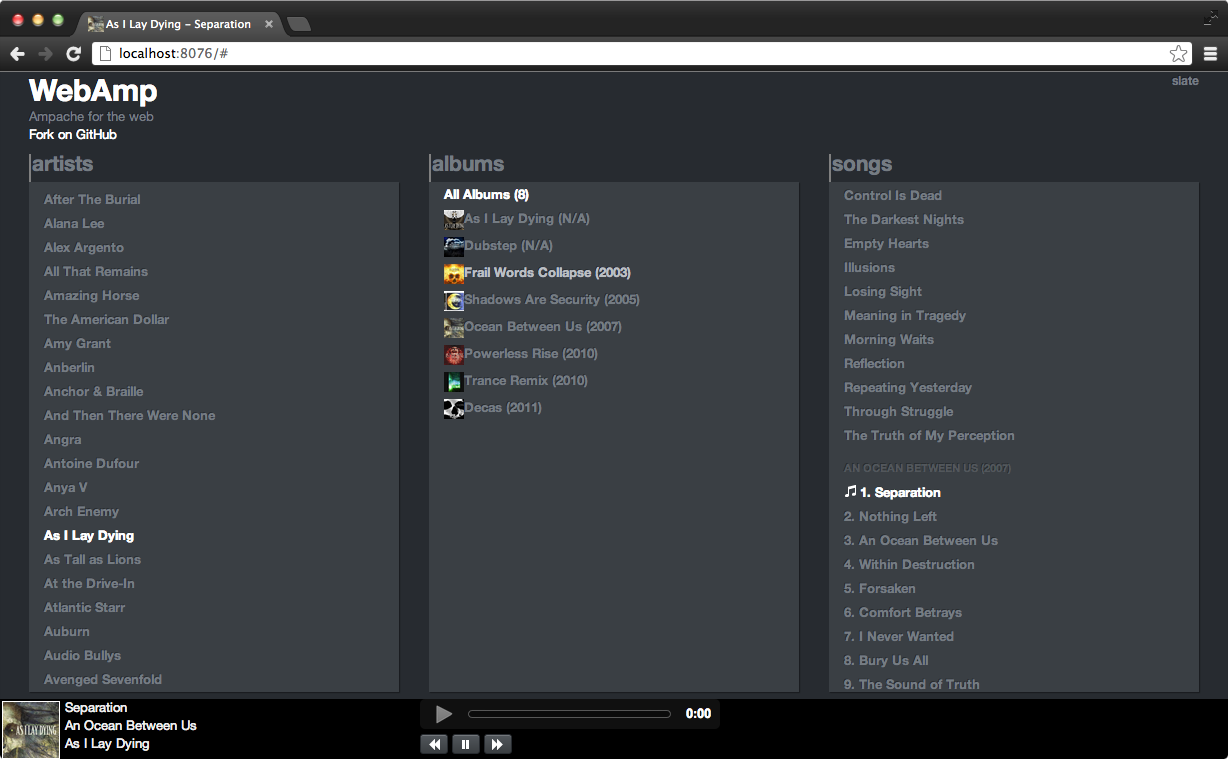 As I Lay Dying – Separation
localhost:8076/#
slate
WebAmp
Ampache for the web
Fork on GitHub
artists
After The Burial
Alana Lee
Alex Argento
All That Remains
Amazing Horse
The American Dollar
Amy Grant
Anberlin
Anchor & Braille
And Then There Were None
Angra
Antoine Dufour
Anya V
Arch Enemy
As I Lay Dying
As Tall as Lions
At the Drive-In
Atlantic Starr
Auburn
Audio Bullys
Avenged Sevenfold
albums
All Albums (8)
As I Lay Dying (N/A)
Dubstep (N/A)
Frail Words Collapse (2003)
Shadows Are Security (2005)
Ocean Between Us (2007)
Powerless Rise (2010)
Trance Remix (2010)
Decas (2011)
songs
Control Is Dead
The Darkest Nights
Empty Hearts
Illusions
Losing Sight
Meaning in Tragedy
Morning Waits
Reflection
Repeating Yesterday
Through Struggle
The Truth of My Perception
AN OCEAN BETWEEN US (2007)
1. Separation
2. Nothing Left
3. An Ocean Between Us
4. Within Destruction
5. Forsaken
6. Comfort Betrays
7. I Never Wanted
8. Bury Us All
9. The Sound of Truth
AS I LAY DYING
Separation
An Ocean Between Us
As I Lay Dying
0:00